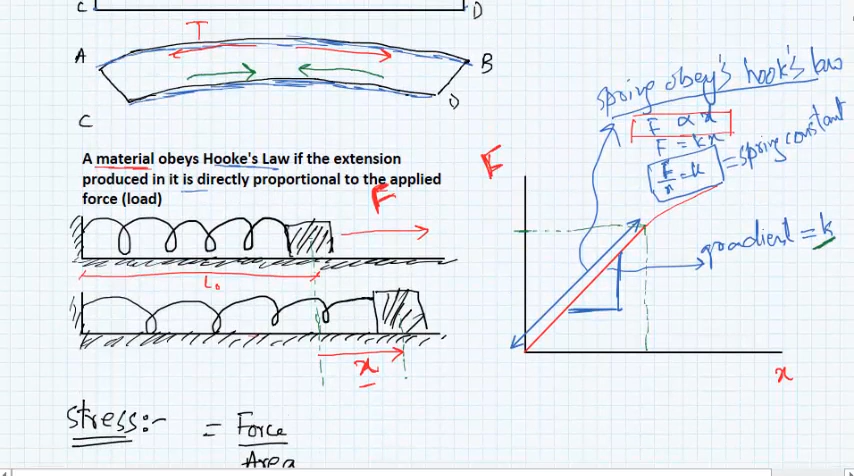 C
D
T
A
B
C
D
spring obey's hook's law
F ∝ x
F = kx
F/x = k = spring constant
A material obeys Hooke's Law if the extension
produced in it is directly proportional to the applied
force (load)
F
F
gradient = k
L₀
x
x
Stress:- = Force
Area